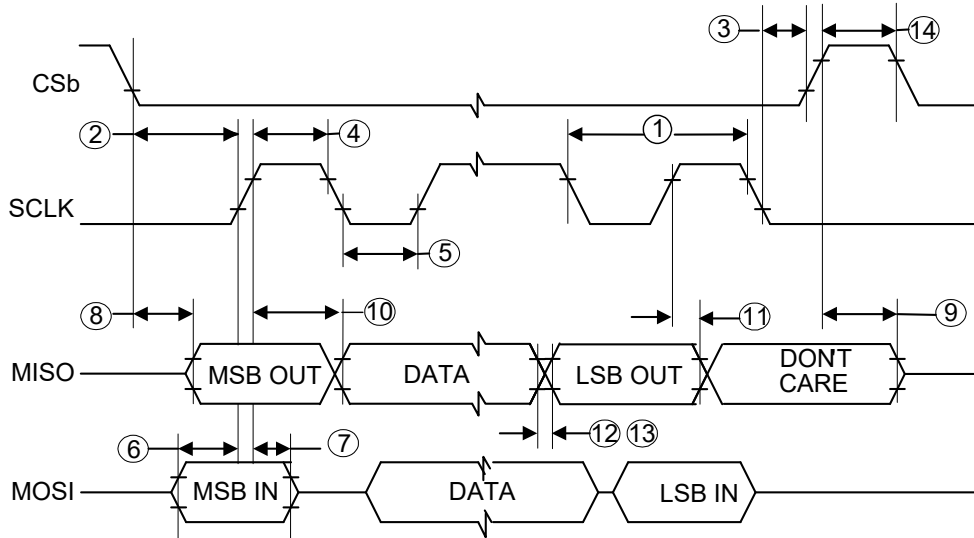 ③ ⑭
CSb
② ④ ①
SCLK
⑤
⑧ ⑩ ⑪ ⑨
MISO MSB OUT DATA LSB OUT DON'T
CARE
⑥ ⑦ ⑫ ⑬
MOSI MSB IN DATA LSB IN